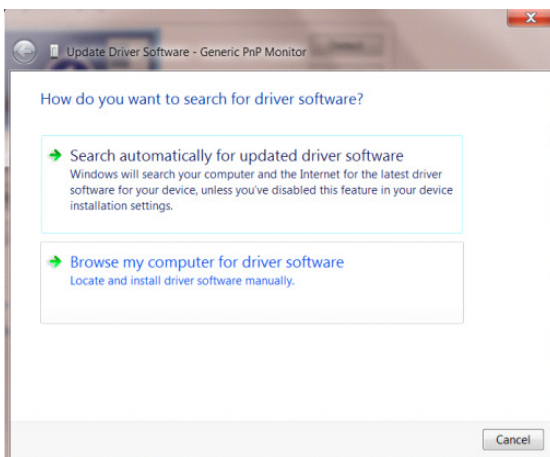 Update Driver Software - Generic PnP Monitor
How do you want to search for driver software?
Search automatically for updated driver software
Windows will search your computer and the Internet for the latest driver
software for your device, unless you've disabled this feature in your device
installation settings.
Browse my computer for driver software
Locate and install driver software manually.
Cancel